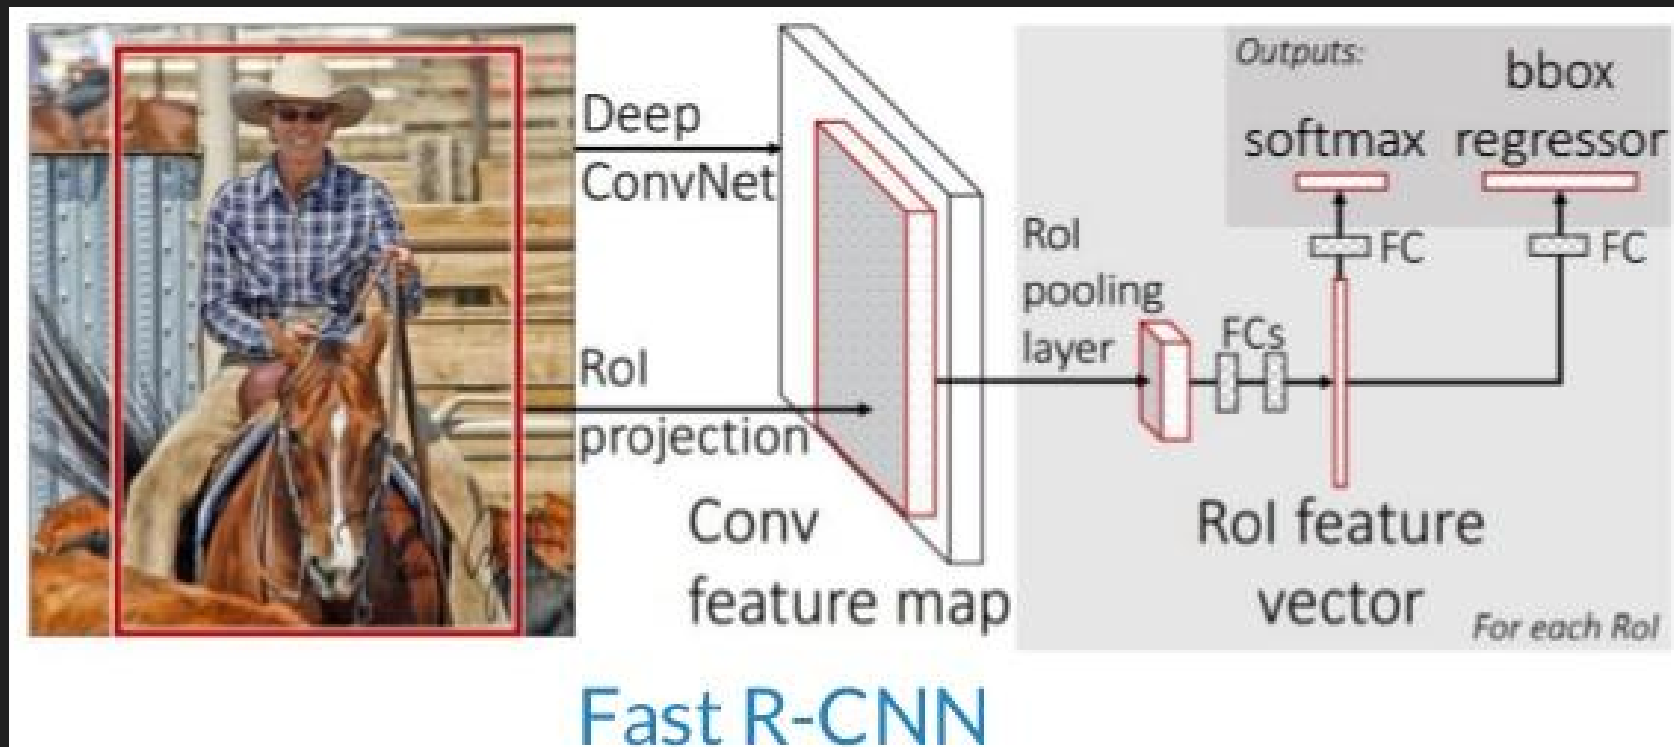 Deep
ConvNet
RoI
projection
Conv
feature map
RoI
pooling
layer
FCs
Outputs:
softmax
bbox
regressor
FC
FC
RoI feature
vector
For each RoI
Fast R-CNN